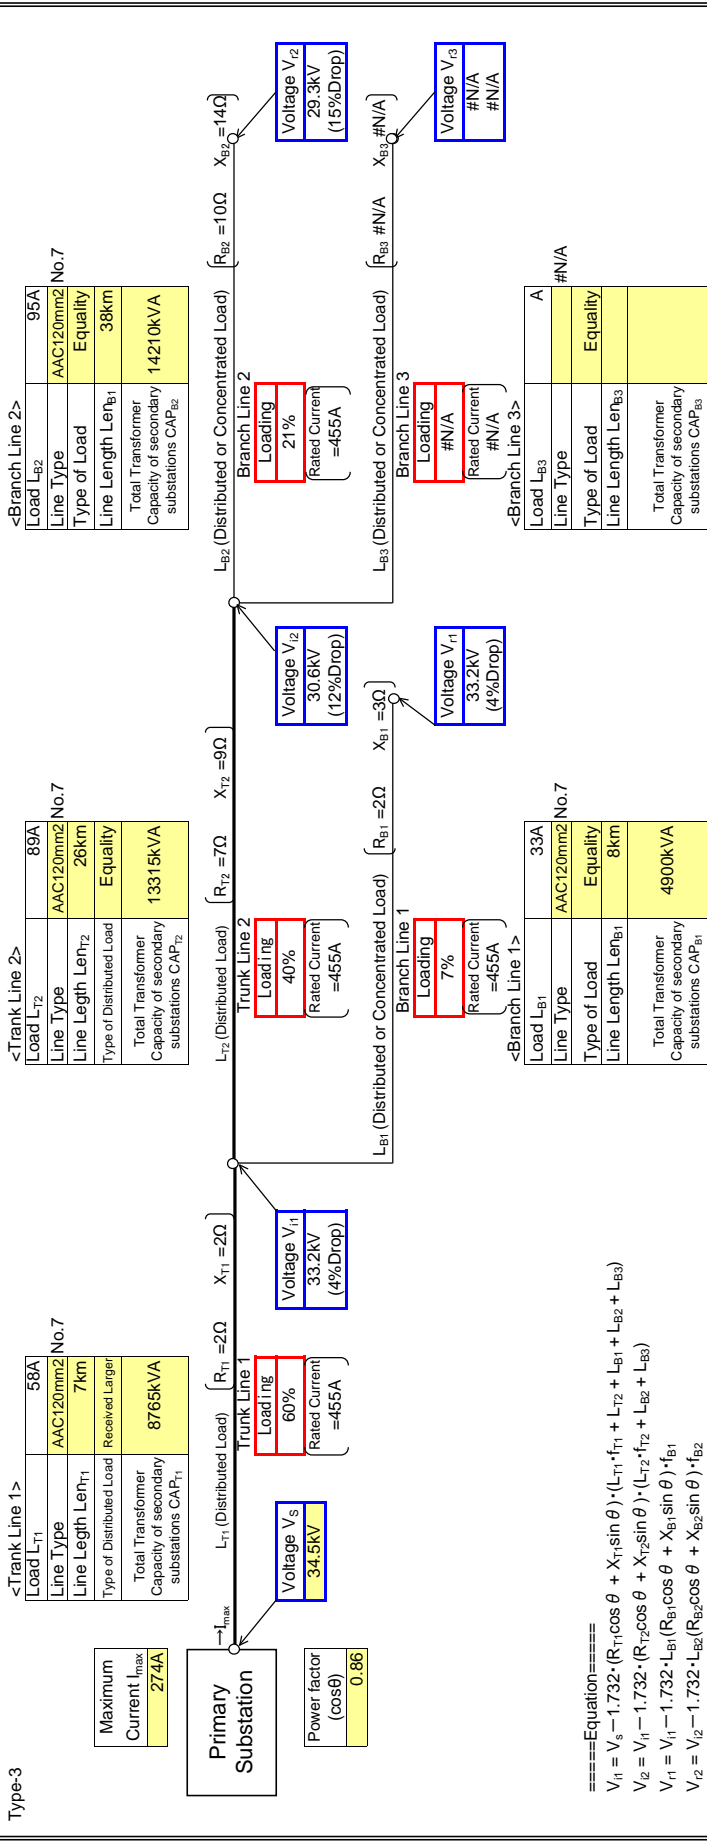 Type-3
Maximum
Current Imax
274A
Primary
Substation
Power factor
(cosθ)
0.86
→Imax
Voltage VS
34.5kV
<Trank Line 1>
Load LT1 58A
Line Type AAC120mm2 No.7
Line Legth LenT1 7km
Type of Distributed Load Received Larger
Total Transformer
Capacity of secondary
substations CAPT1
8765kVA
LT1 (Distributed Load) RT1 =2Ω XT1 =2Ω
Trunk Line 1
Loading
60%
Rated Current
=455A
Voltage Vi1
33.2kV
(4%Drop)
<Trank Line 2>
Load LT2 89A
Line Type AAC120mm2 No.7
Line Legth LenT2 26km
Type of Distributed Load Equality
Total Transformer
Capacity of secondary
substations CAPT2
13315kVA
LT2 (Distributed Load) RT2 =7Ω XT2 =9Ω
Trunk Line 2
Loading
40%
Rated Current
=455A
Voltage Vi2
30.6kV
(12%Drop)
LB1 (Distributed or Concentrated Load) RB1 =2Ω XB1 =3Ω
Branch Line 1
Loading
7%
Rated Current
=455A
Voltage Vr1
33.2kV
(4%Drop)
<Branch Line 1>
Load LB1 33A
Line Type AAC120mm2 No.7
Type of Load Equality
Line Length LenB1 8km
Total Transformer
Capacity of secondary
substations CAPB1
4900kVA
<Branch Line 2>
Load LB2 95A
Line Type AAC120mm2 No.7
Type of Load Equality
Line Length LenB1 38km
Total Transformer
Capacity of secondary
substations CAPB2
14210kVA
LB2 (Distributed or Concentrated Load) RB2 =10Ω XB2 =14Ω
Branch Line 2
Loading
21%
Rated Current
=455A
Voltage Vr2
29.3kV
(15%Drop)
LB3 (Distributed or Concentrated Load) RB3 #N/A XB3 #N/A
Branch Line 3
Loading
#N/A
Rated Current
#N/A
Voltage Vr3
#N/A
#N/A
<Branch Line 3>
Load LB3 A
Line Type #N/A
Type of Load Equality
Line Length LenB3
Total Transformer
Capacity of secondary
substations CAPB3
=====Equation=====
Vi1 = Vs－1.732･(RT1cosθ + XT1sinθ)･(LT1･fT1 + LT2 + LB1 + LB2 + LB3)
Vi2 = Vi1－1.732･(RT2cosθ + XT2sinθ)･(LT2･fT2 + LB2 + LB3)
Vr1 = Vi1－1.732･LB1(RB1cosθ + XB1sinθ)･fB1
Vr2 = Vi2－1.732･LB2(RB2cosθ + XB2sinθ)･fB2